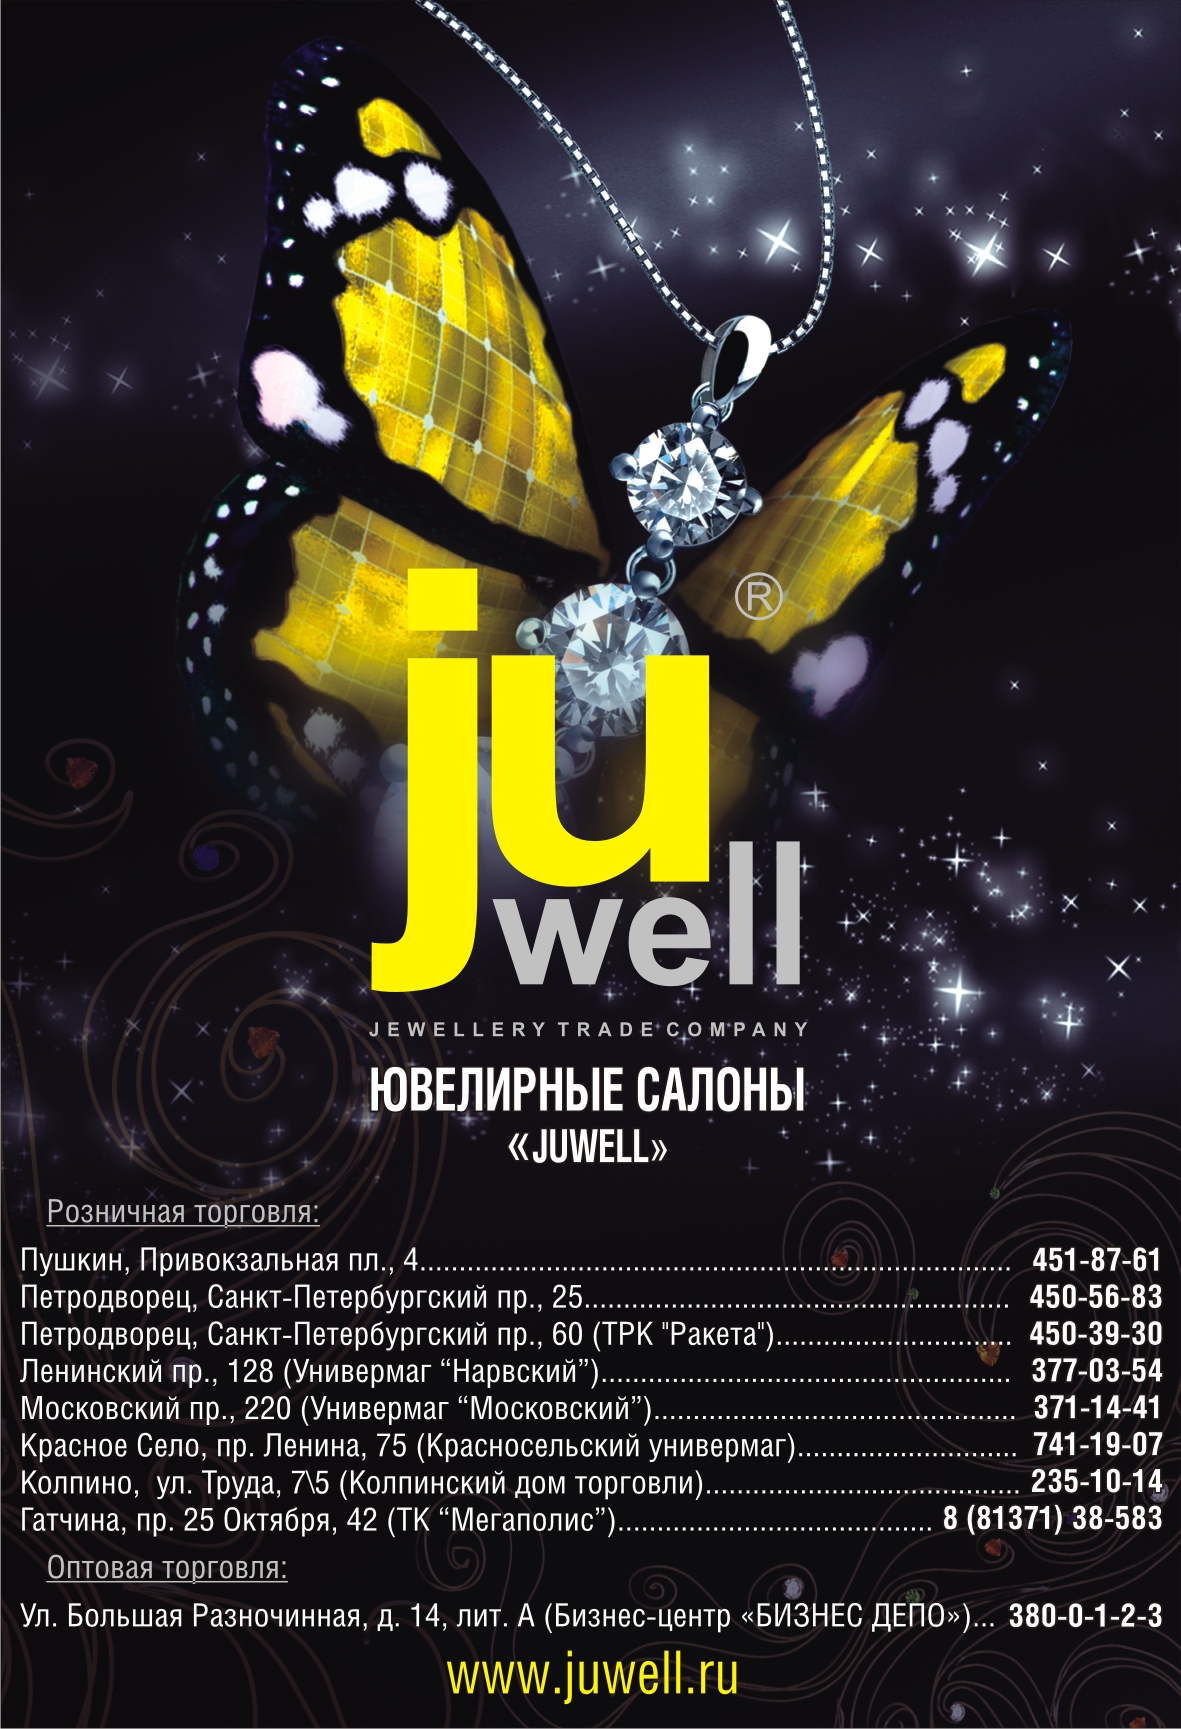 ju ®
well
JEWELLERY TRADE COMPANY
ЮВЕЛИРНЫЕ САЛОНЫ
«JUWELL»
Розничная торговля:
Пушкин, Привокзальная пл., 4........................................................................... 451-87-61
Петродворец, Санкт-Петербургский пр., 25...................................................... 450-56-83
Петродворец, Санкт-Петербургский пр., 60 (ТРК "Ракета")............................. 450-39-30
Ленинский пр., 128 (Универмаг “Нарвский”).................................................... 377-03-54
Московский пр., 220 (Универмаг “Московский”).............................................. 371-14-41
Красное Село, пр. Ленина, 75 (Красносельский универмаг)............................ 741-19-07
Колпино, ул. Труда, 7\5 (Колпинский дом торговли)........................................ 235-10-14
Гатчина, пр. 25 Октября, 42 (ТК “Мегаполис”)........................................ 8 (81371) 38-583
Оптовая торговля:
Ул. Большая Разночинная, д. 14, лит. А (Бизнес-центр «БИЗНЕС ДЕПО»)... 380-0-1-2-3
www.juwell.ru